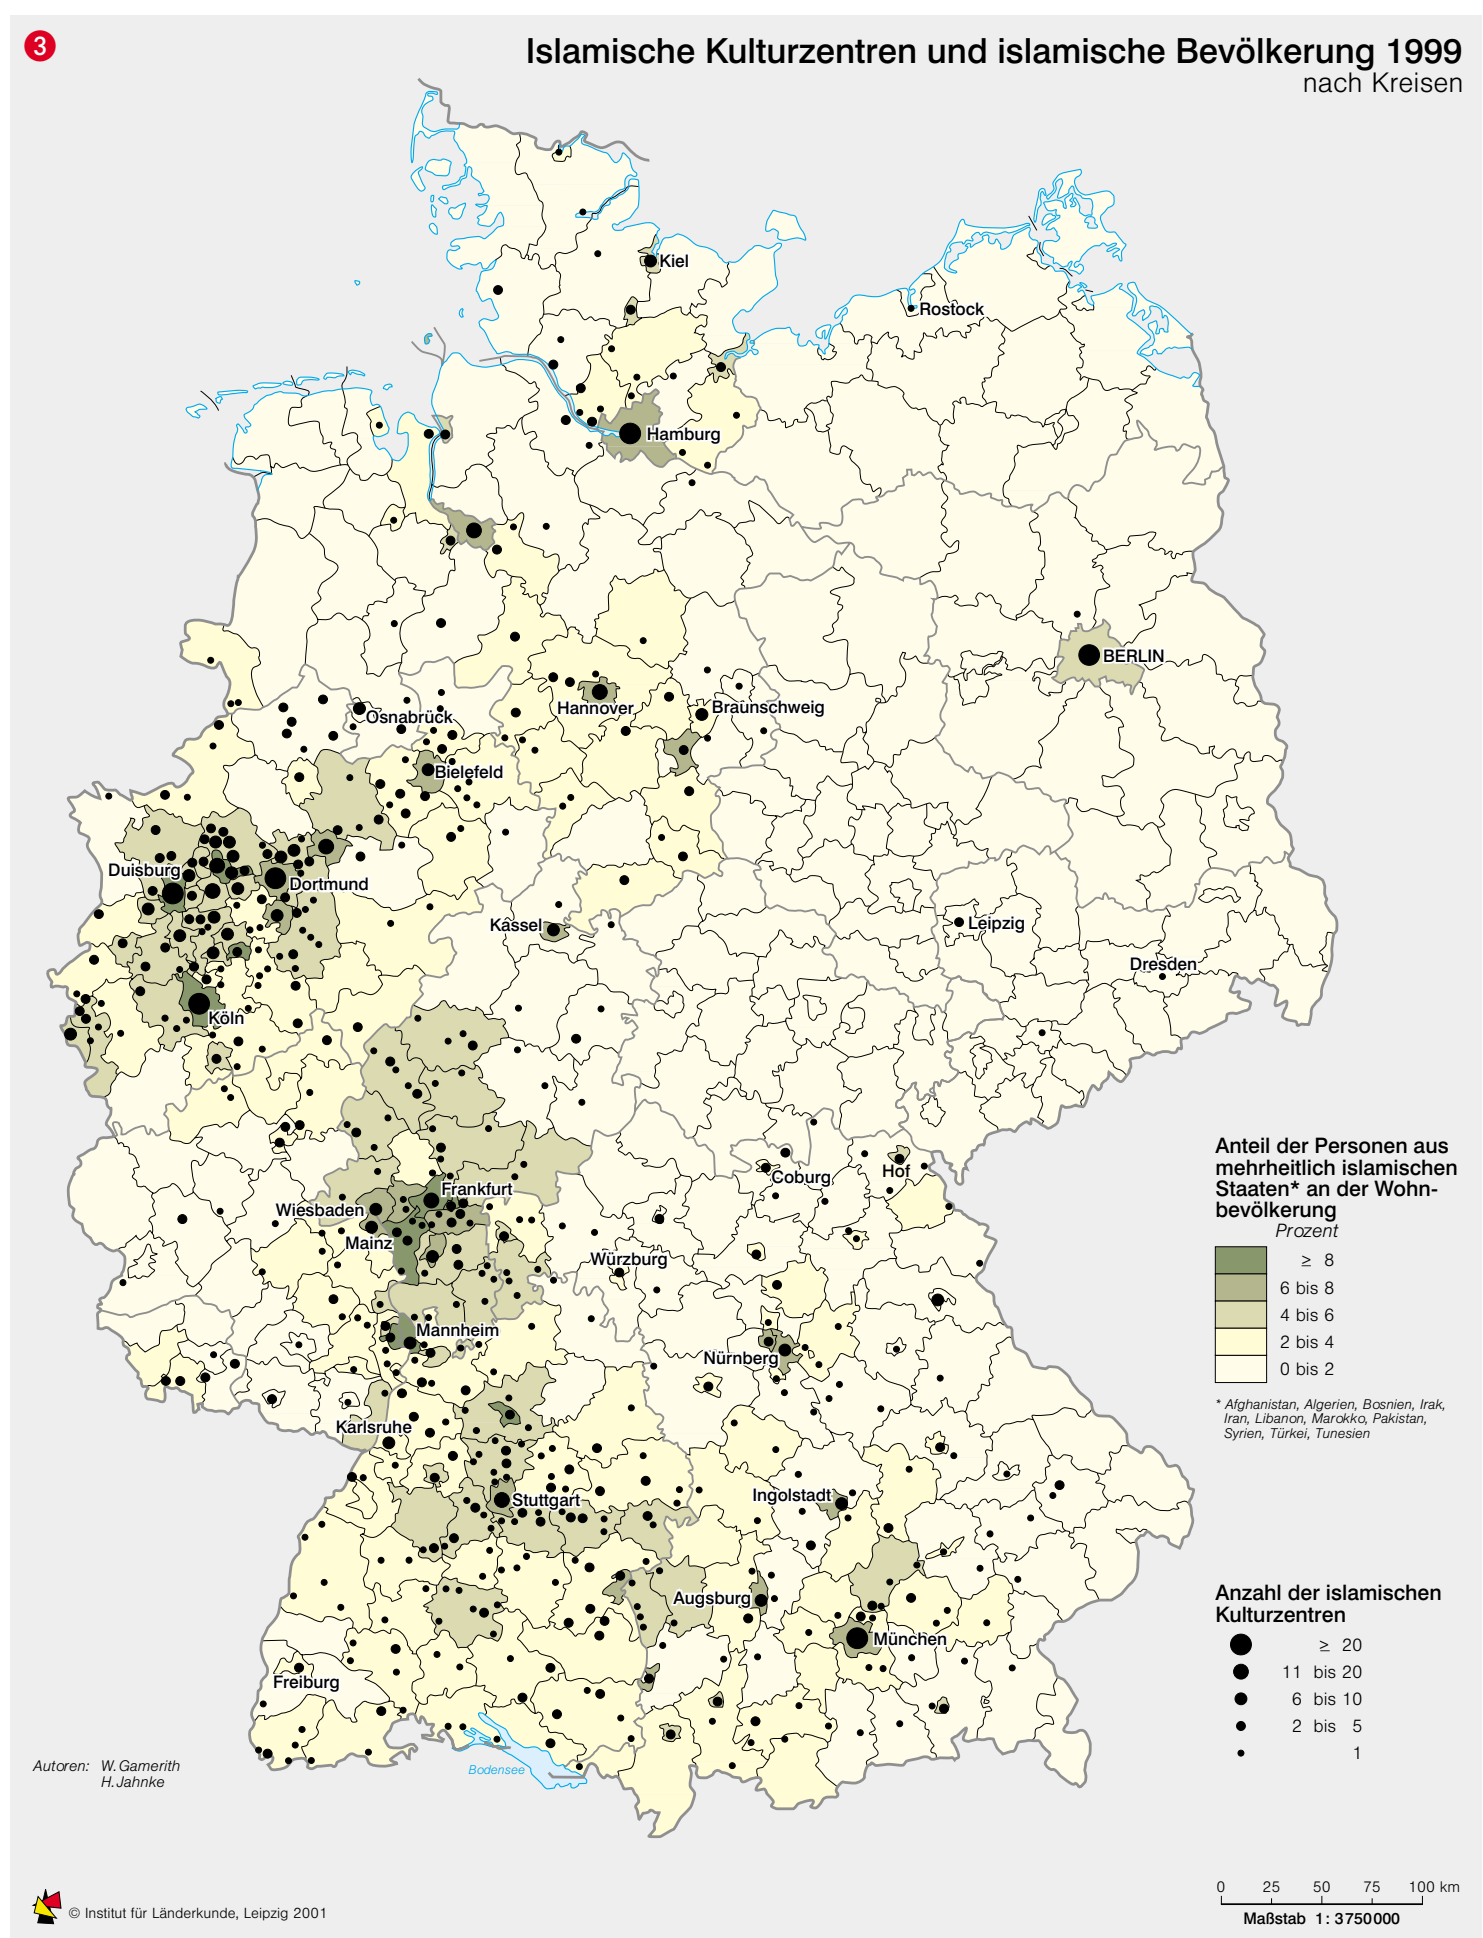 3
Islamische Kulturzentren und islamische Bevölkerung 1999
nach Kreisen
Kiel
Rostock
Hamburg
BERLIN
Hannover
Braunschweig
Osnabrück
Bielefeld
Duisburg
Dortmund
Kassel
Leipzig
Dresden
Köln
Coburg
Hof
Frankfurt
Wiesbaden
Mainz
Würzburg
Mannheim
Nürnberg
Karlsruhe
Stuttgart
Ingolstadt
Augsburg
München
Freiburg
Bodensee
Anteil der Personen aus
mehrheitlich islamischen
Staaten* an der Wohn-
bevölkerung
Prozent
≥ 8
6 bis 8
4 bis 6
2 bis 4
0 bis 2
* Afghanistan, Algerien, Bosnien, Irak,
Iran, Libanon, Marokko, Pakistan,
Syrien, Türkei, Tunesien
Anzahl der islamischen
Kulturzentren
≥ 20
11 bis 20
6 bis 10
2 bis 5
1
Autoren: W. Gamerith
H. Jahnke
© Institut für Länderkunde, Leipzig 2001
0 25 50 75 100 km
Maßstab 1 : 3750000